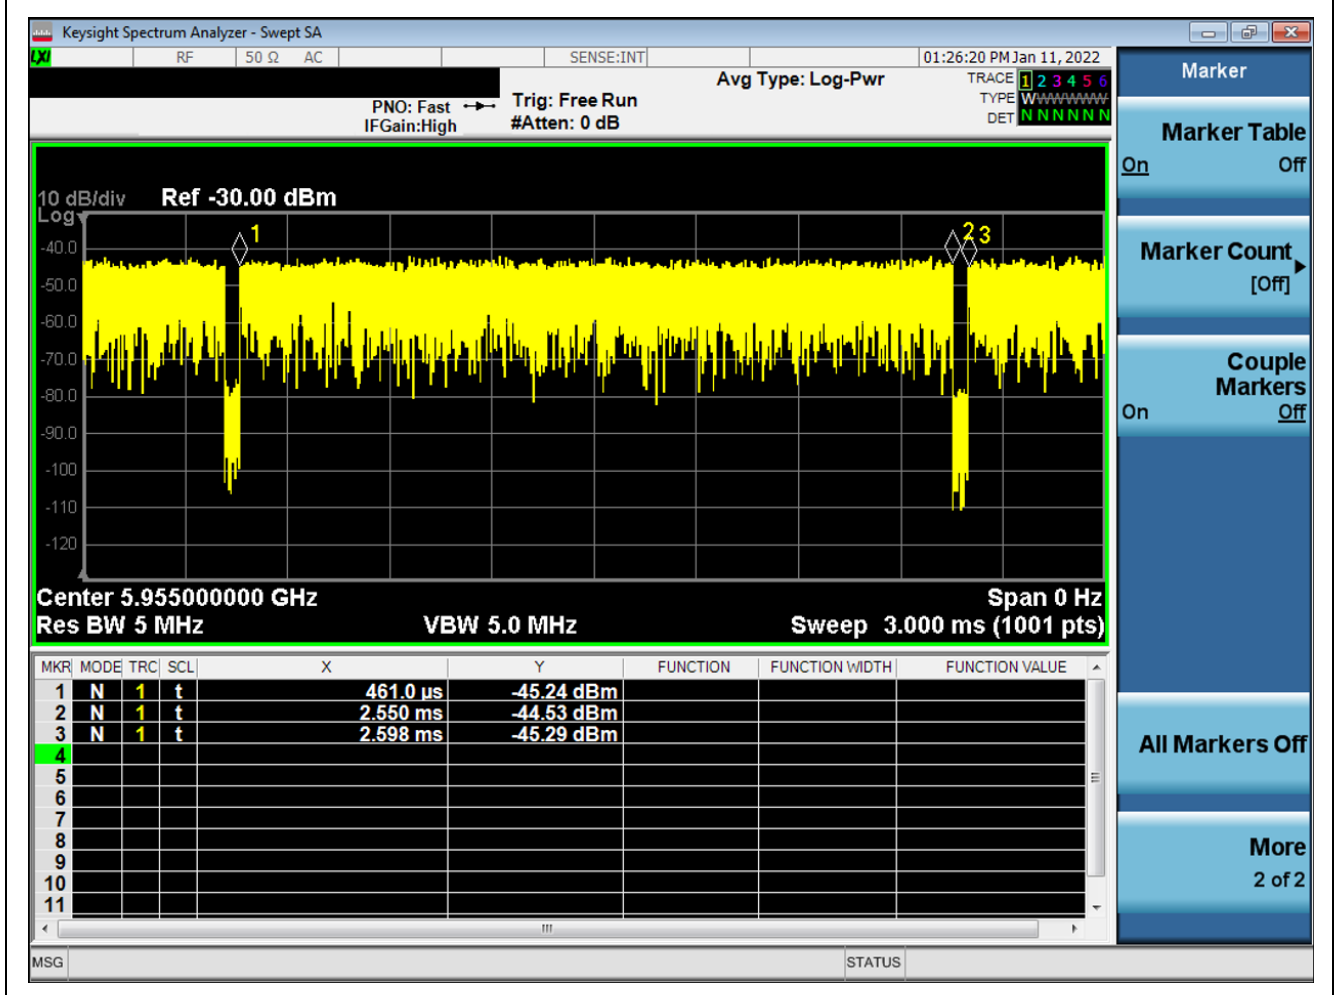 Keysight Spectrum Analyzer - Swept SA
LXI RF 50 Ω AC SENSE:INT 01:26:20 PM Jan 11, 2022
Marker
Avg Type: Log-Pwr
TRACE 1 2 3 4 5 6
PNO: Fast Trig: Free Run
TYPE W W W W W W
IFGain:High #Atten: 0 dB
DET N N N N N N
Marker Table
On Off
10 dB/div Ref -30.00 dBm
Log
1
2 3
-40.0
-50.0
-60.0
-70.0
-80.0
-90.0
-100
-110
-120
Marker Count
[Off]
Couple
Markers
On Off
Center 5.955000000 GHz Span 0 Hz
Res BW 5 MHz VBW 5.0 MHz Sweep 3.000 ms (1001 pts)
MKR MODE TRC SCL X Y FUNCTION FUNCTION WIDTH FUNCTION VALUE
1 N 1 t 461.0 µs -45.24 dBm
2 N 1 t 2.550 ms -44.53 dBm
3 N 1 t 2.598 ms -45.29 dBm
4
5
6
7
8
9
10
11
All Markers Off
More
2 of 2
MSG STATUS